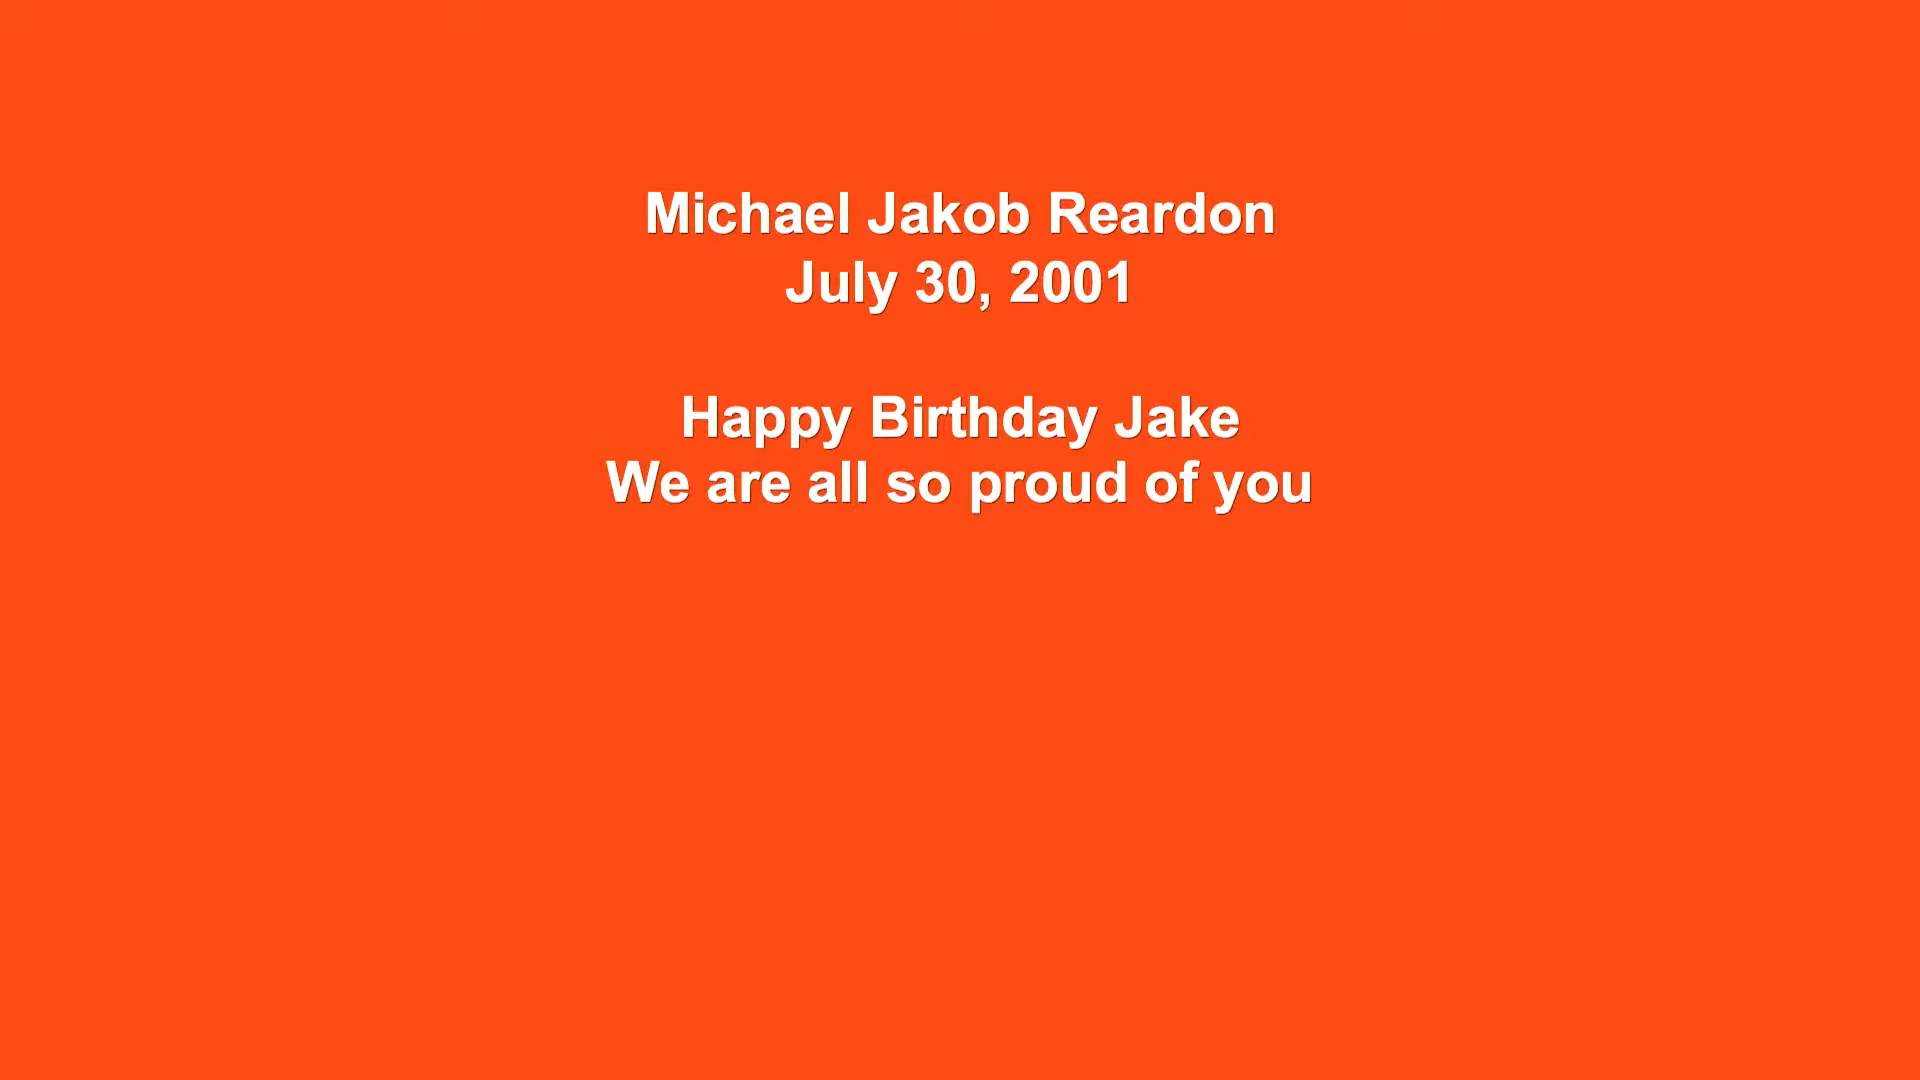 Michael Jakob Reardon
July 30, 2001
Happy Birthday Jake
We are all so proud of you